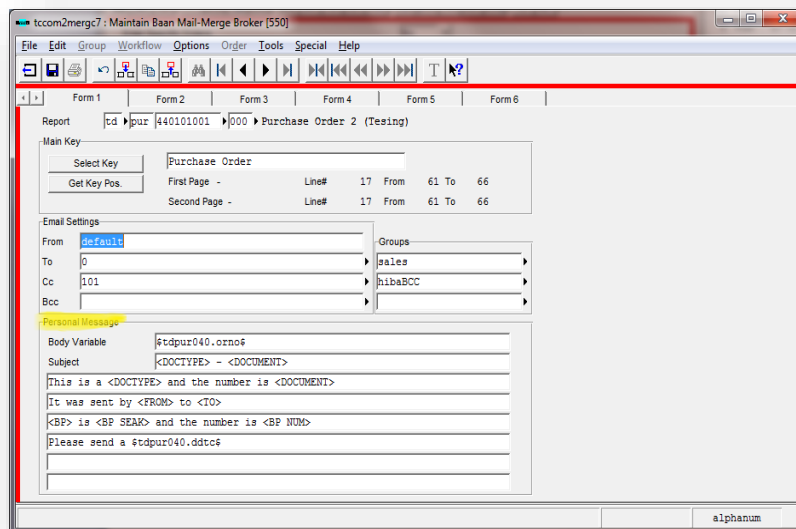 tccom2mergc7 : Maintain Baan Mail-Merge Broker [550]
File Edit Group Workflow Options Order Tools Special Help
T ?
Form 1 Form 2 Form 3 Form 4 Form 5 Form 6
Report td pur 440101001 000 Purchase Order 2 (Tesing)
Main Key
Select Key Purchase Order
Get Key Pos. First Page - Line# 17 From 61 To 66
Second Page - Line# 17 From 61 To 66
Email Settings
From default Groups
To 0 sales
Cc 101 hibaBCC
Bcc
Personal Message
Body Variable $tdpur040.orno$
Subject <DOCTYPE> - <DOCUMENT>
This is a <DOCTYPE> and the number is <DOCUMENT>
It was sent by <FROM> to <TO>
<BP> is <BP SEAK> and the number is <BP NUM>
Please send a $tdpur040.ddtc$
alphanum